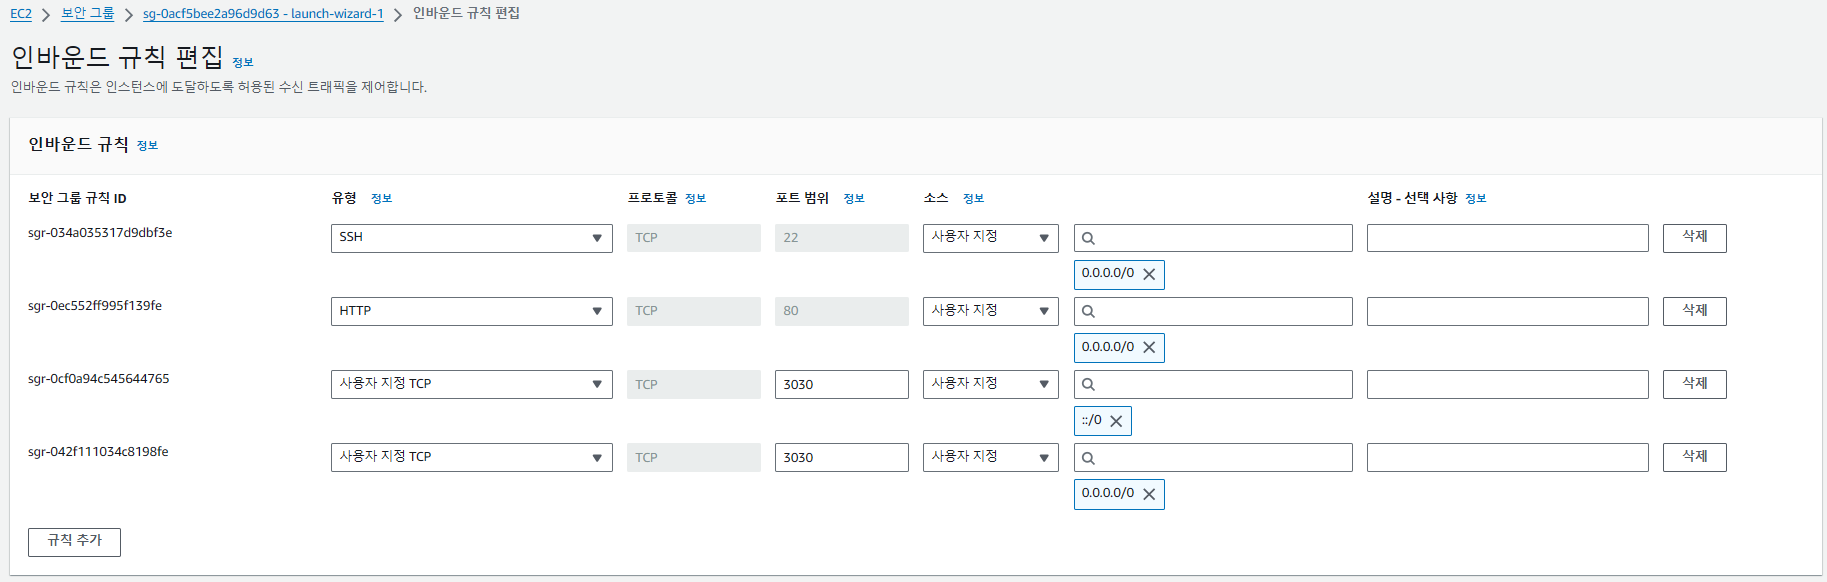 EC2 > 보안 그룹 > sg-0acf5bee2a96d9d63 - launch-wizard-1 > 인바운드 규칙 편집
인바운드 규칙 편집 정보
인바운드 규칙은 인스턴스에 도달하도록 허용된 수신 트래픽을 제어합니다.
인바운드 규칙 정보
보안 그룹 규칙 ID 유형 정보 프로토콜 정보 포트 범위 정보 소스 정보 설명 - 선택 사항 정보
sgr-034a035317d9dbf3e SSH TCP 22 사용자 지정 삭제
0.0.0.0/0
sgr-0ec552ff995f139fe HTTP TCP 80 사용자 지정 삭제
0.0.0.0/0
sgr-0cf0a94c545644765 사용자 지정 TCP TCP 3030 사용자 지정 삭제
::/0
sgr-042f111034c8198fe 사용자 지정 TCP TCP 3030 사용자 지정 삭제
0.0.0.0/0
규칙 추가